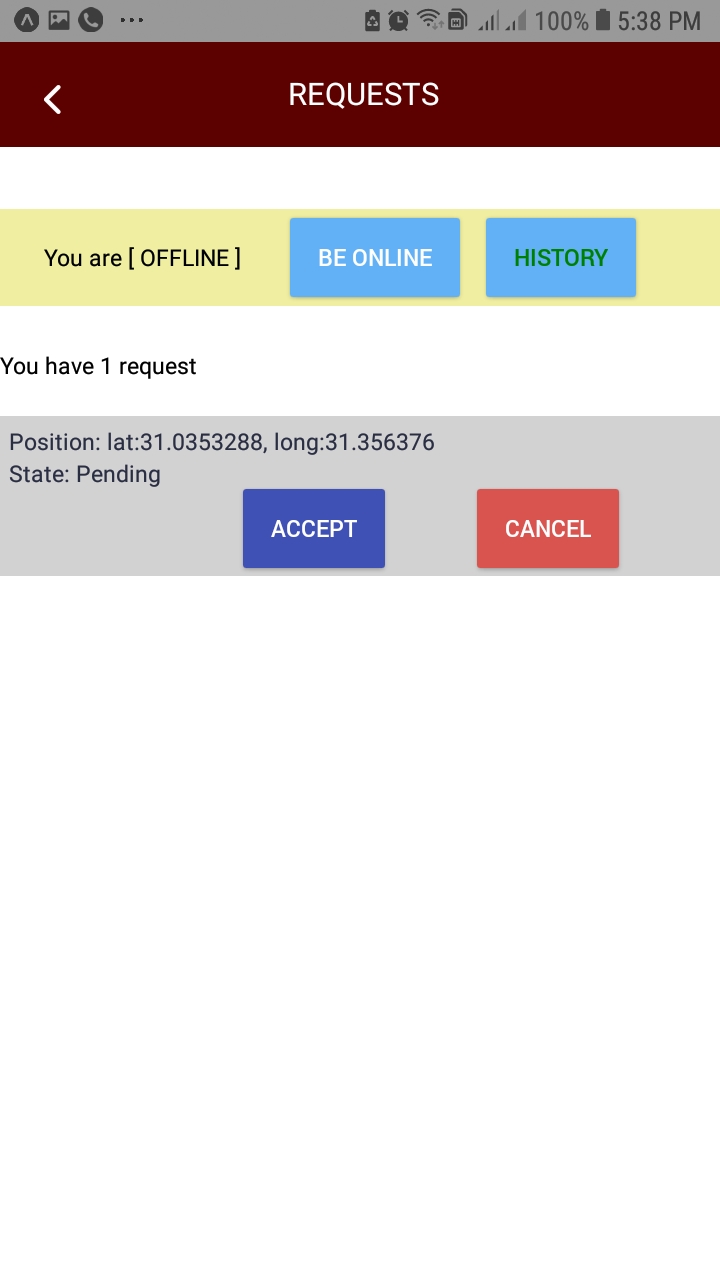 100% 5:38 PM
REQUESTS
You are [ OFFLINE ] BE ONLINE HISTORY
You have 1 request
Position: lat:31.0353288, long:31.356376
State: Pending
ACCEPT CANCEL